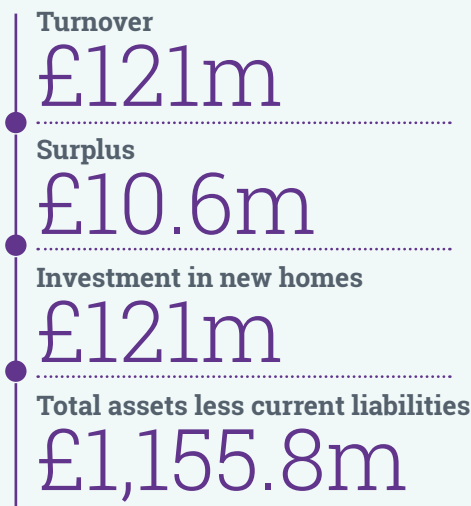 Turnover
£121m
Surplus
£10.6m
Investment in new homes
£121m
Total assets less current liabilities
£1,155.8m